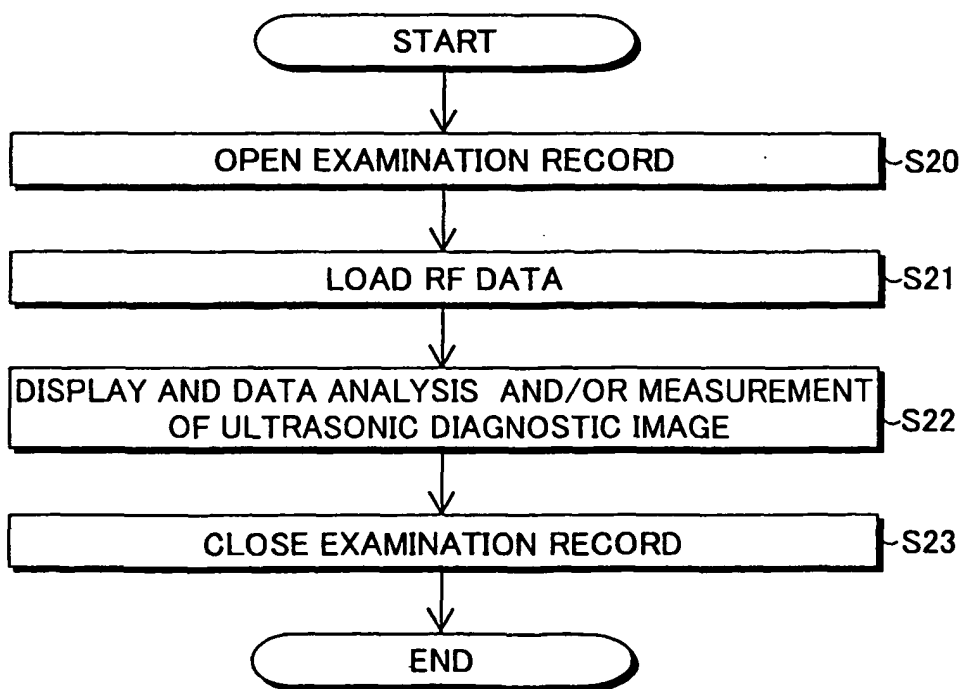 START
OPEN EXAMINATION RECORD
S20
LOAD RF DATA
S21
DISPLAY AND DATA ANALYSIS AND/OR MEASUREMENT
OF ULTRASONIC DIAGNOSTIC IMAGE
S22
CLOSE EXAMINATION RECORD
S23
END